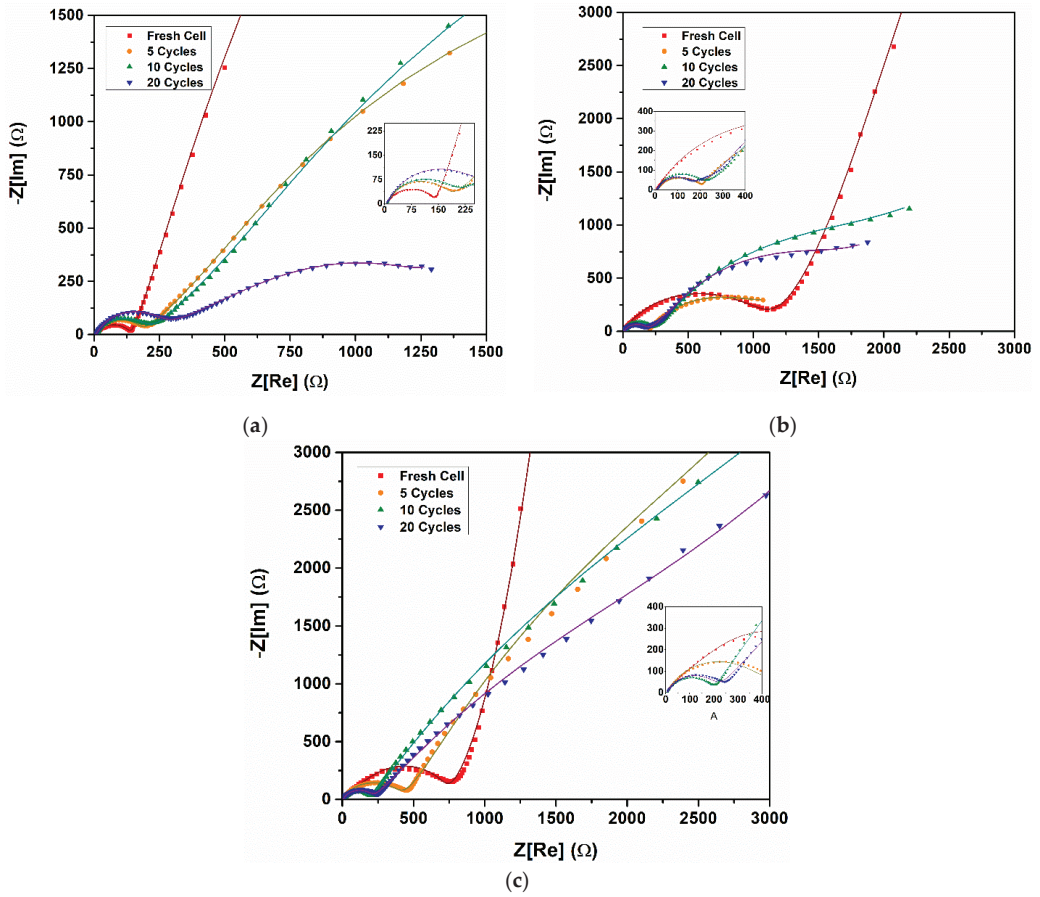 1500
1250
1000
750
500
250
0
-Z[Im] (Ω)
Fresh Cell
5 Cycles
10 Cycles
20 Cycles
225
150
75
0
0 75 150 225
0 250 500 750 1000 1250 1500
Z[Re] (Ω)
(a)
3000
2500
2000
1500
1000
500
0
-Z[Im] (Ω)
Fresh Cell
5 Cycles
10 Cycles
20 Cycles
400
300
200
100
0
0 100 200 300 400
0 500 1000 1500 2000 2500 3000
Z[Re] (Ω)
(b)
3000
2500
2000
1500
1000
500
0
-Z[Im] (Ω)
Fresh Cell
5 Cycles
10 Cycles
20 Cycles
400
300
200
100
0
0 100 200 300 400
A
0 500 1000 1500 2000 2500 3000
Z[Re] (Ω)
(c)